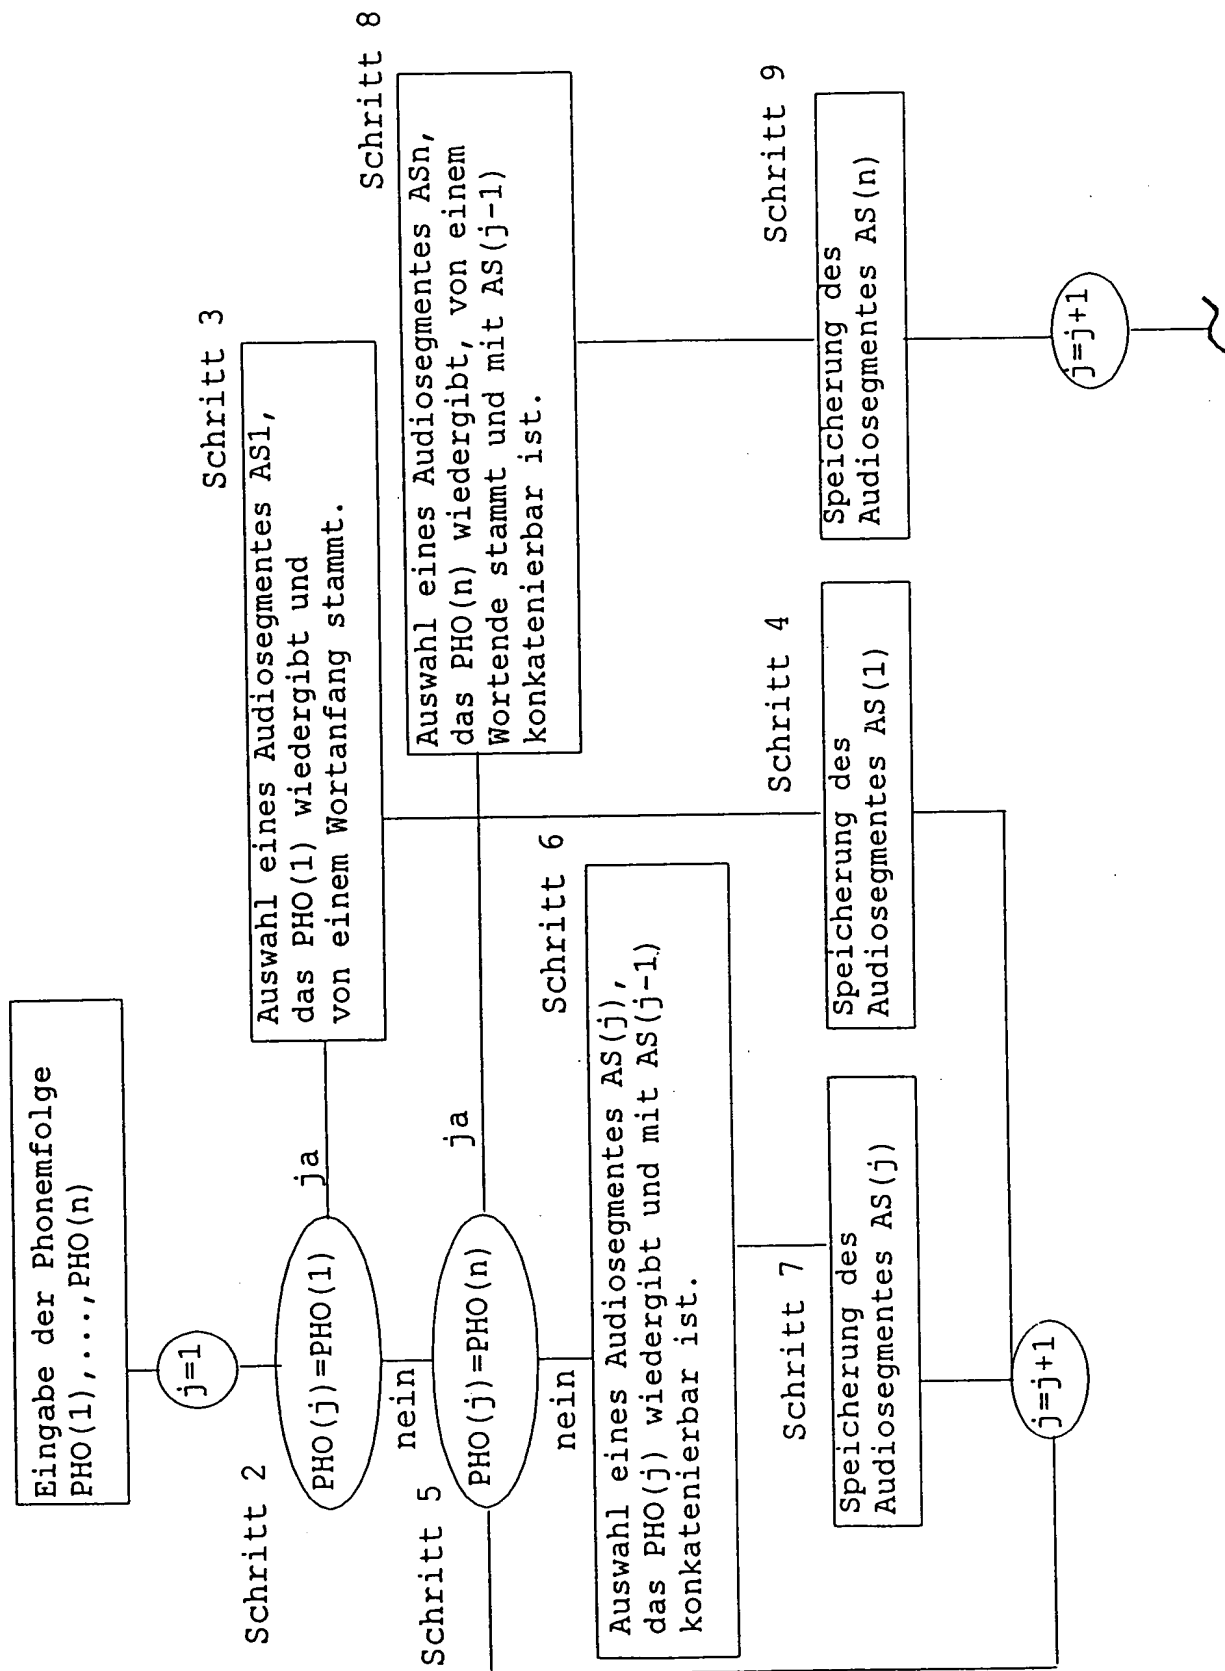 Eingabe der Phonemfolge
PHO(1),...,PHO(n)
j=1
Schritt 2
PHO(j)=PHO(1)
ja
Schritt 3
Auswahl eines Audiosegmentes AS1,
das PHO(1) wiedergibt und
von einem Wortanfang stammt.
nein
Schritt 5
PHO(j)=PHO(n)
ja
Schritt 8
Auswahl eines Audiosegmentes ASn,
das PHO(n) wiedergibt, von einem
Wortende stammt und mit AS(j-1)
konkatenierbar ist.
nein
Schritt 6
Auswahl eines Audiosegmentes AS(j),
das PHO(j) wiedergibt und mit AS(j-1)
konkatenierbar ist.
Schritt 7
Speicherung des
Audiosegmentes AS(j)
Schritt 4
Speicherung des
Audiosegmentes AS(1)
Schritt 9
Speicherung des
Audiosegmentes AS(n)
j=j+1
j=j+1